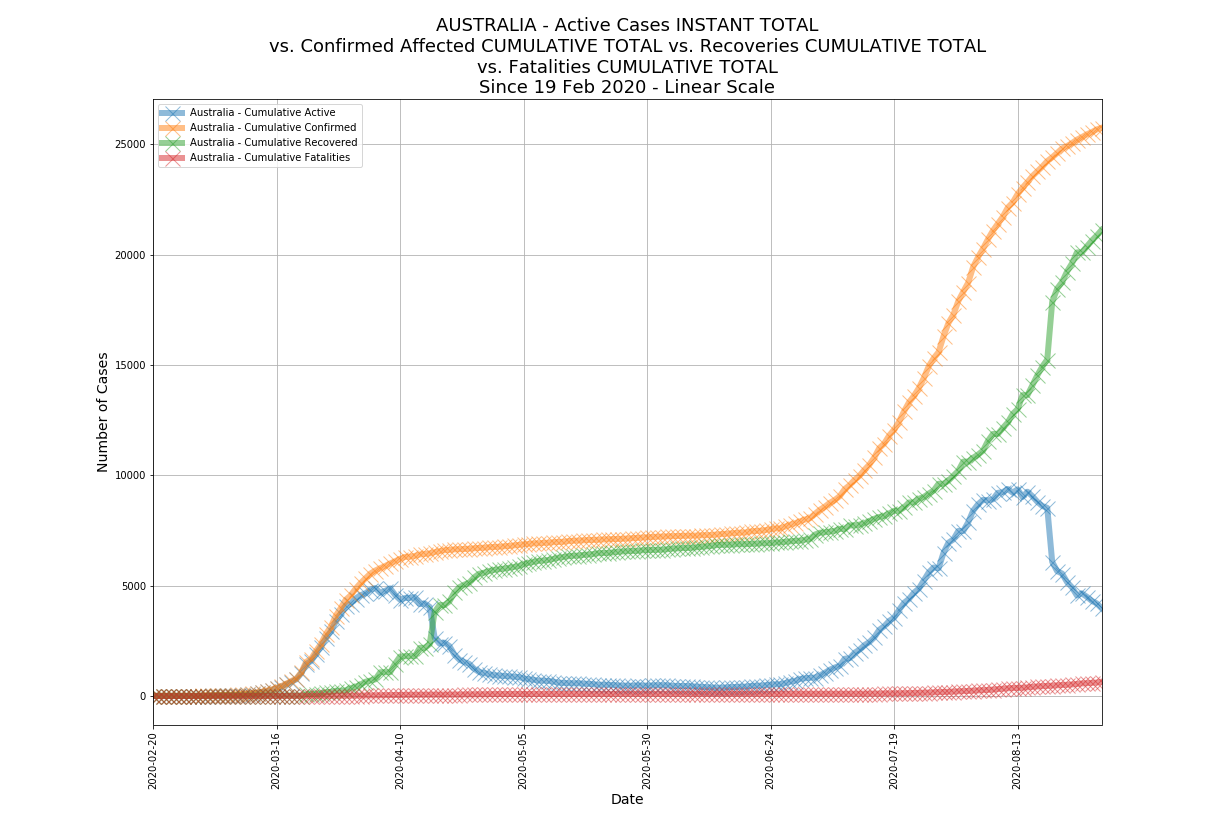 AUSTRALIA - Active Cases INSTANT TOTAL
vs. Confirmed Affected CUMULATIVE TOTAL vs. Recoveries CUMULATIVE TOTAL
vs. Fatalities CUMULATIVE TOTAL
Since 19 Feb 2020 - Linear Scale
Australia - Cumulative Active
Australia - Cumulative Confirmed
Australia - Cumulative Recovered
Australia - Cumulative Fatalities
Number of Cases
25000
20000
15000
10000
5000
0
2020-02-20
2020-03-16
2020-04-10
2020-05-05
2020-05-30
2020-06-24
2020-07-19
2020-08-13
Date